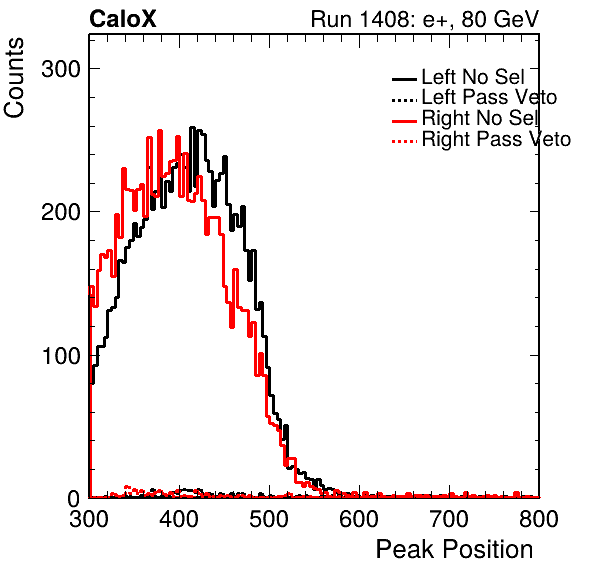 CaloX Run 1408: e+, 80 GeV
Counts
300
200
100
0
Left No Sel
Left Pass Veto
Right No Sel
Right Pass Veto
300 400 500 600 700 800
Peak Position